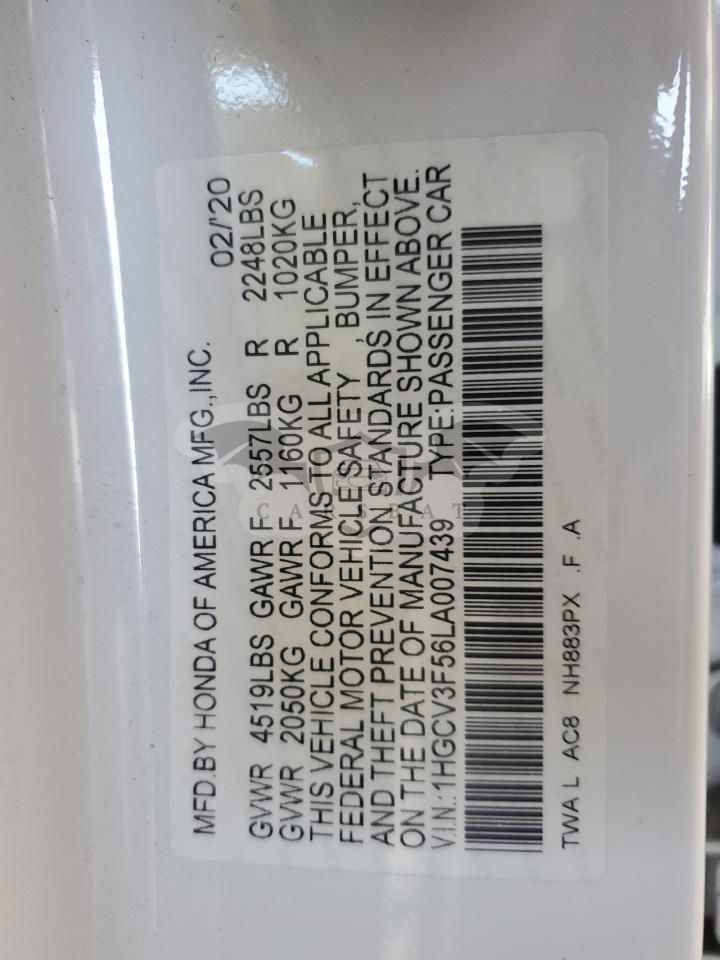 MFD.BY HONDA OF AMERICA MFG.,INC. 02/'20
GVWR 4519LBS GAWR F 2557LBS R 2248LBS
GVWR 2050KG GAWR F 1160KG R 1020KG
THIS VEHICLE CONFORMS TO ALL APPLICABLE
FEDERAL MOTOR VEHICLE SAFETY , BUMPER,
AND THEFT PREVENTION STANDARDS IN EFFECT
ON THE DATE OF MANUFACTURE SHOWN ABOVE.
V.I.N.:1HGCV3F56LA007439 TYPE:PASSENGER CAR
TWA L AC8 NH883PX .F .A
CARSBAT